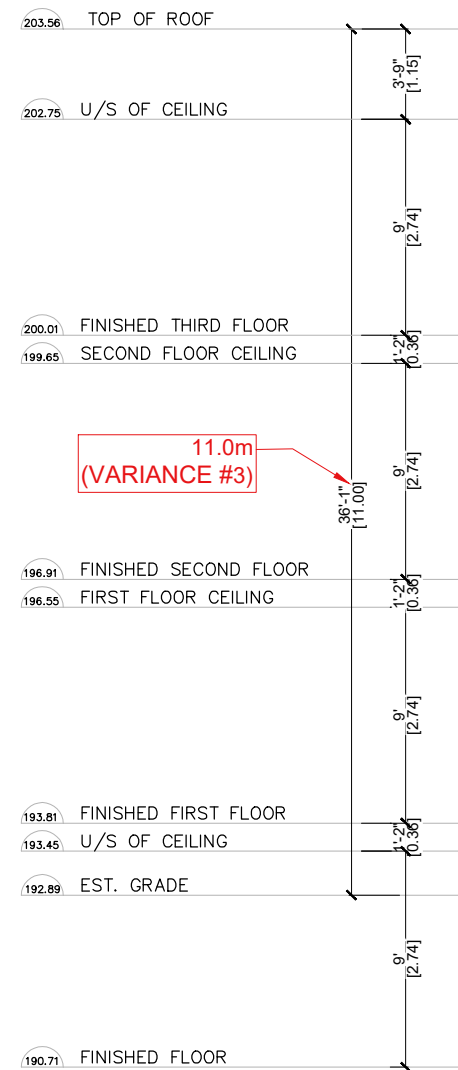 203.56 TOP OF ROOF
3'-9"
[1.15]
202.75 U/S OF CEILING
9'
[2.74]
200.01 FINISHED THIRD FLOOR
1'-2"
[0.36]
199.65 SECOND FLOOR CEILING
11.0m
(VARIANCE #3)
9'
[2.74]
36'-1"
[11.00]
196.91 FINISHED SECOND FLOOR
1'-2"
[0.36]
196.55 FIRST FLOOR CEILING
9'
[2.74]
193.81 FINISHED FIRST FLOOR
1'-2"
[0.36]
193.45 U/S OF CEILING
192.89 EST. GRADE
9'
[2.74]
190.71 FINISHED FLOOR